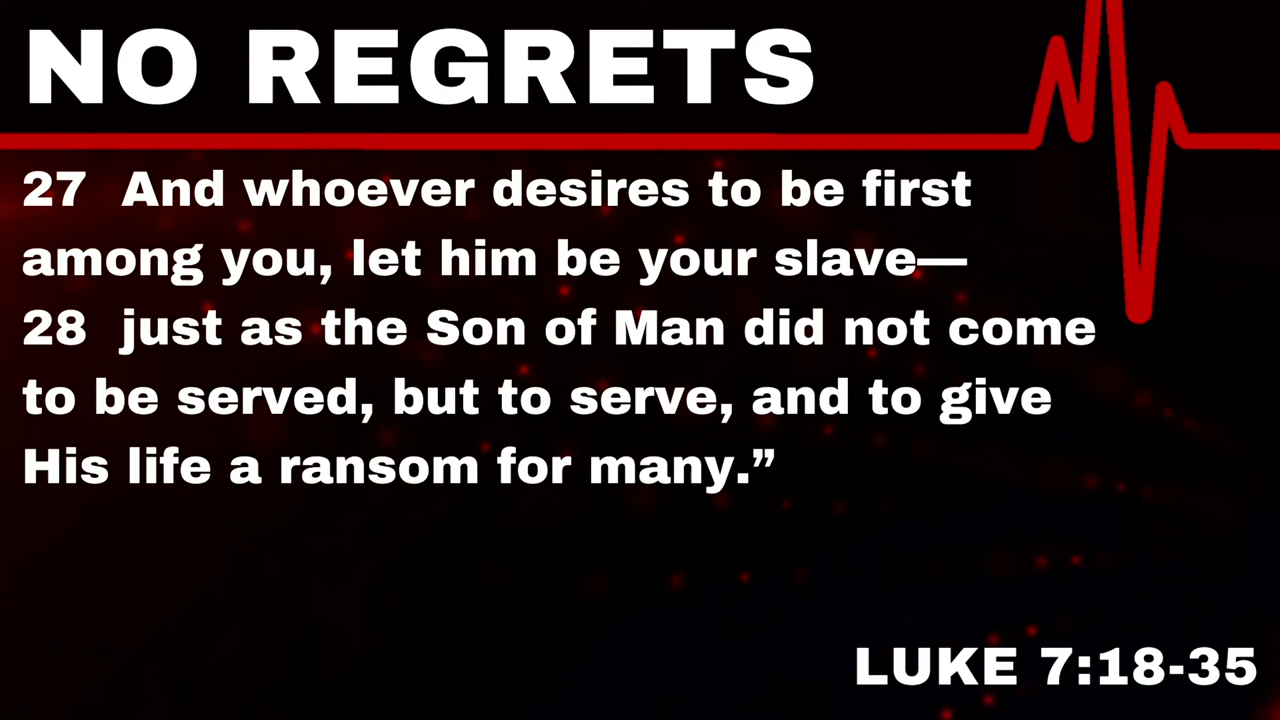 NO REGRETS
27 And whoever desires to be first
among you, let him be your slave—
28 just as the Son of Man did not come
to be served, but to serve, and to give
His life a ransom for many.”
LUKE 7:18-35